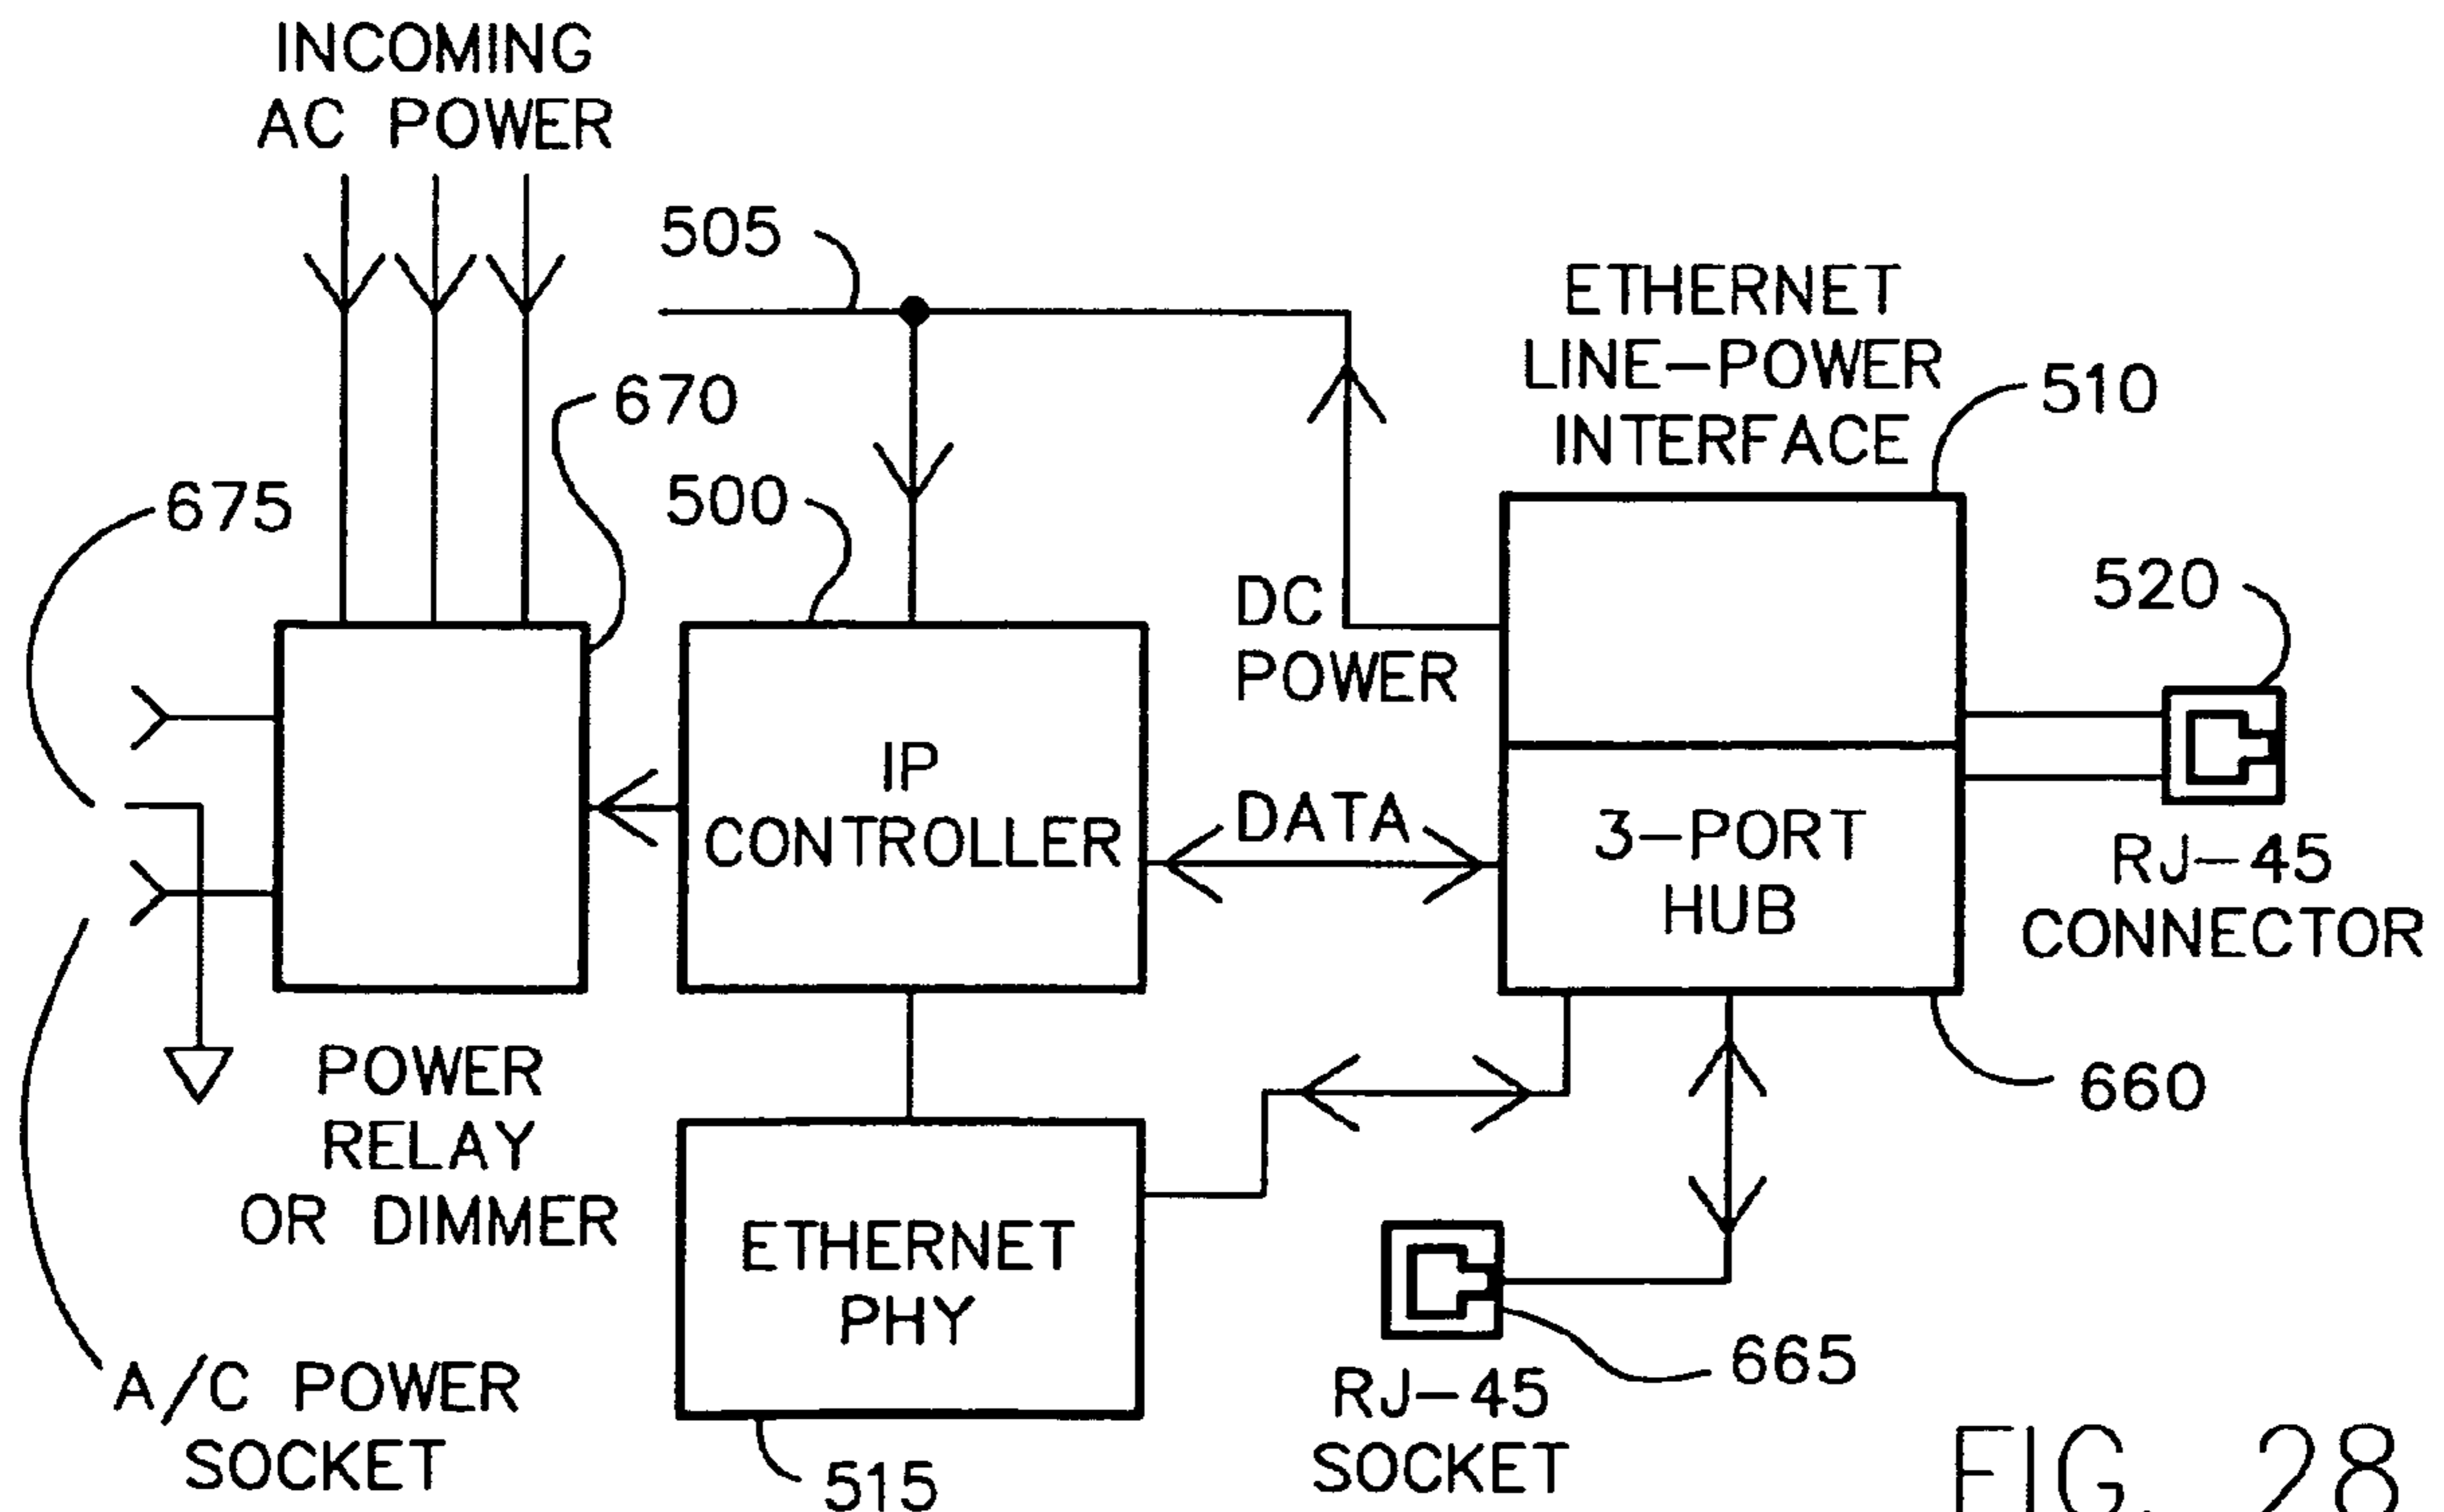 INCOMING
AC POWER
505
670
675
500
ETHERNET
LINE-POWER
INTERFACE
510
520
DC
POWER
IP
CONTROLLER
DATA
3-PORT
HUB
RJ-45
CONNECTOR
660
POWER
RELAY
OR DIMMER
ETHERNET
PHY
A/C POWER
SOCKET
515
RJ-45
SOCKET
665
FIG. 28